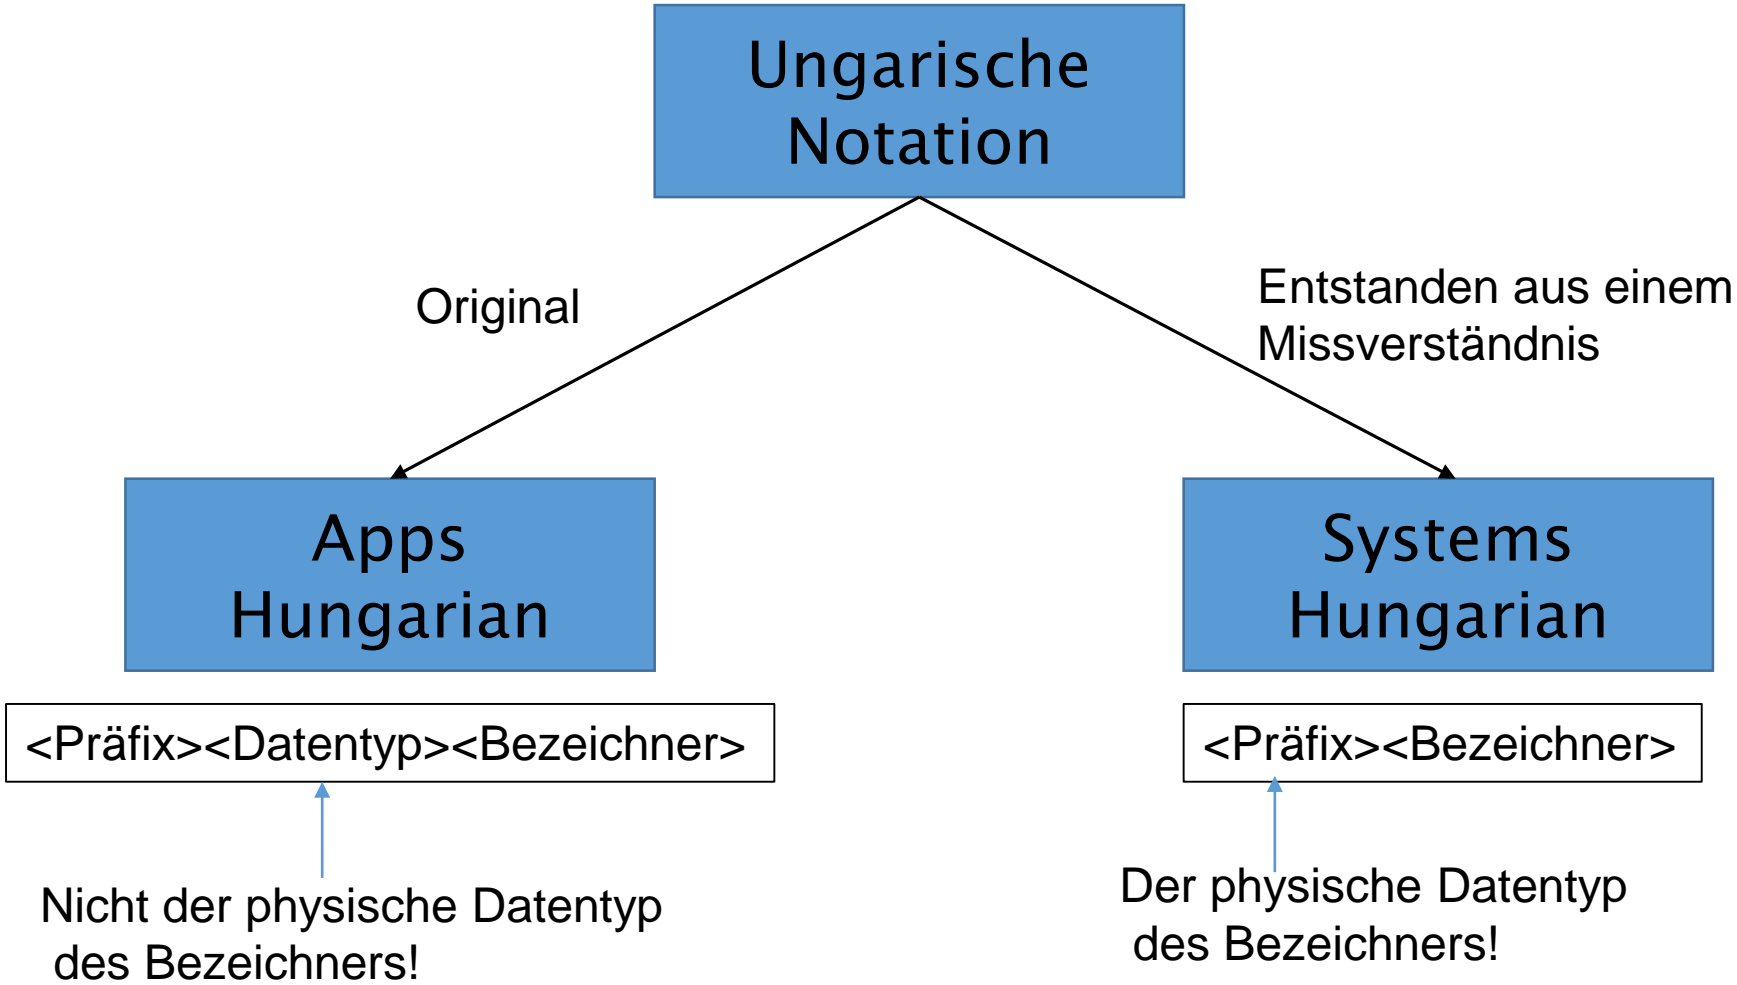 Ungarische
Notation
Original
Entstanden aus einem
Missverständnis
Apps
Hungarian
Systems
Hungarian
<Präfix><Datentyp><Bezeichner>
<Präfix><Bezeichner>
Nicht der physische Datentyp
des Bezeichners!
Der physische Datentyp
des Bezeichners!